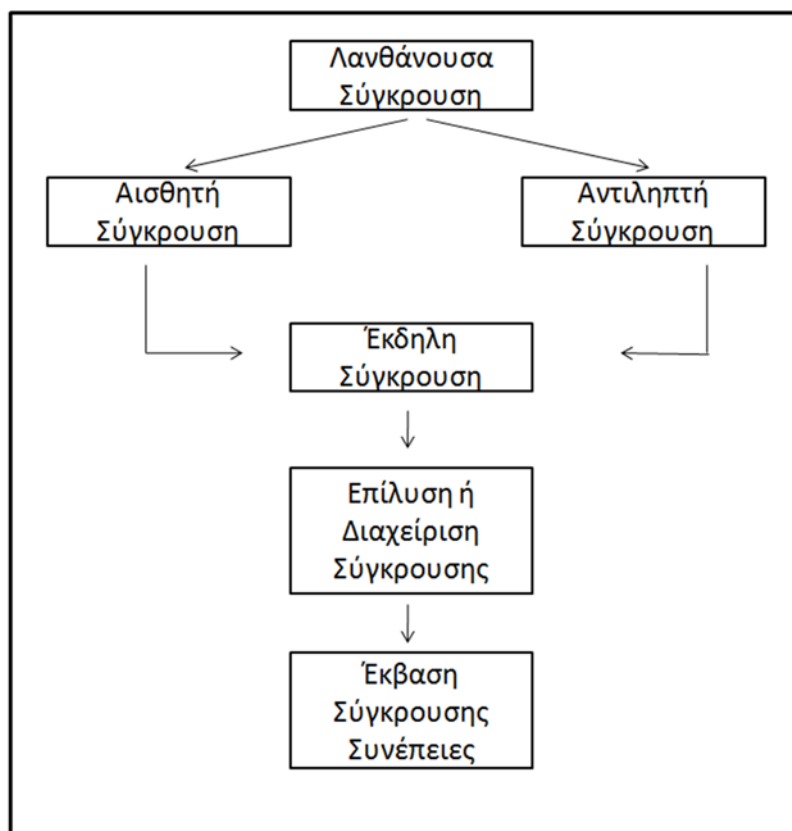 Λανθάνουσα
Σύγκρουση
Αισθητή
Σύγκρουση
Αντιληπτή
Σύγκρουση
Έκδηλη
Σύγκρουση
Επίλυση ή
Διαχείριση
Σύγκρουσης
Έκβαση
Σύγκρουσης
Συνέπειες